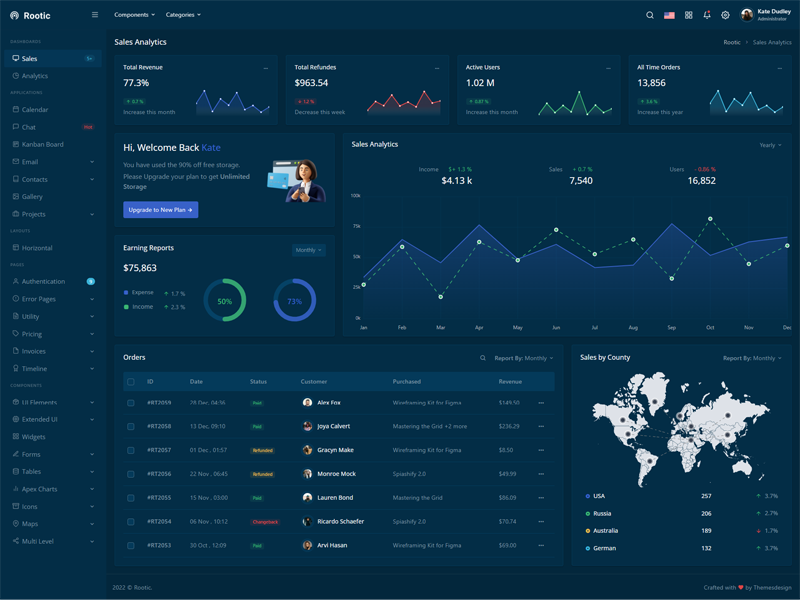 Rootic
Components
Categories
Kate Dudley
Administrator
DASHBOARDS
Sales
5+
Analytics
APPLICATIONS
Calendar
Chat
Hot
Kanban Board
Email
Contacts
Gallery
Projects
LAYOUTS
Horizontal
PAGES
Authentication
Error Pages
Utility
Pricing
Invoices
Timeline
COMPONENTS
UI Elements
Extended UI
Widgets
Forms
Tables
Apex Charts
Icons
Maps
Multi Level
Sales Analytics
Rootic > Sales Analytics
Total Revenue
77.3%
Increase this month
Total Refundes
$963.54
Decrease this week
Active Users
1.02 M
Increase this month
All Time Orders
13,856
Increase this year
Hi, Welcome Back Kate
You have used the 90% off free storage.
Please Upgrade your plan to get Unlimited
Storage
Upgrade to New Plan →
Earning Reports
Monthly
$75,863
Expense ↑ 1.7 %
Income ↑ 2.3 %
50%
73%
Sales Analytics
Yearly
Income $+ 1.3 %
$4.13 k
Sales + 0.7 %
7,540
Users - 0.86 %
16,852
100k
75k
50k
25k
0k
Jan Feb Mar Apr May Jun Jul Aug Sep Oct Nov Dec
Orders
Report By: Monthly
ID Date Status Customer Purchased Revenue
#RT2059 28 Dec, 04:36 Paid Alex Fox Wireframing Kit for Figma $149.50
#RT2058 13 Dec, 09:10 Paid Joya Calvert Mastering the Grid +2 more $236.29
#RT2057 01 Dec, 01:57 Refunded Gracyn Make Wireframing Kit for Figma $8.50
#RT2056 22 Nov, 06:45 Refunded Monroe Mock Spiashify 2.0 $49.99
#RT2055 15 Nov, 03:00 Paid Lauren Bond Mastering the Grid $86.09
#RT2054 06 Nov , 10:12 Chargeback Ricardo Schaefer Spiashify 2.0 $70.74
#RT2053 30 Oct, 12:09 Paid Arvi Hasan Wireframing Kit for Figma $69.00
Sales by County
Report By: Monthly
USA 257 ↑ 3.7%
Russia 206 ↑ 2.7%
Australia 189 ↓ 1.7%
German 132 ↑ 3.7%
2022 © Rootic.
Crafted with ❤ by Themesdesign